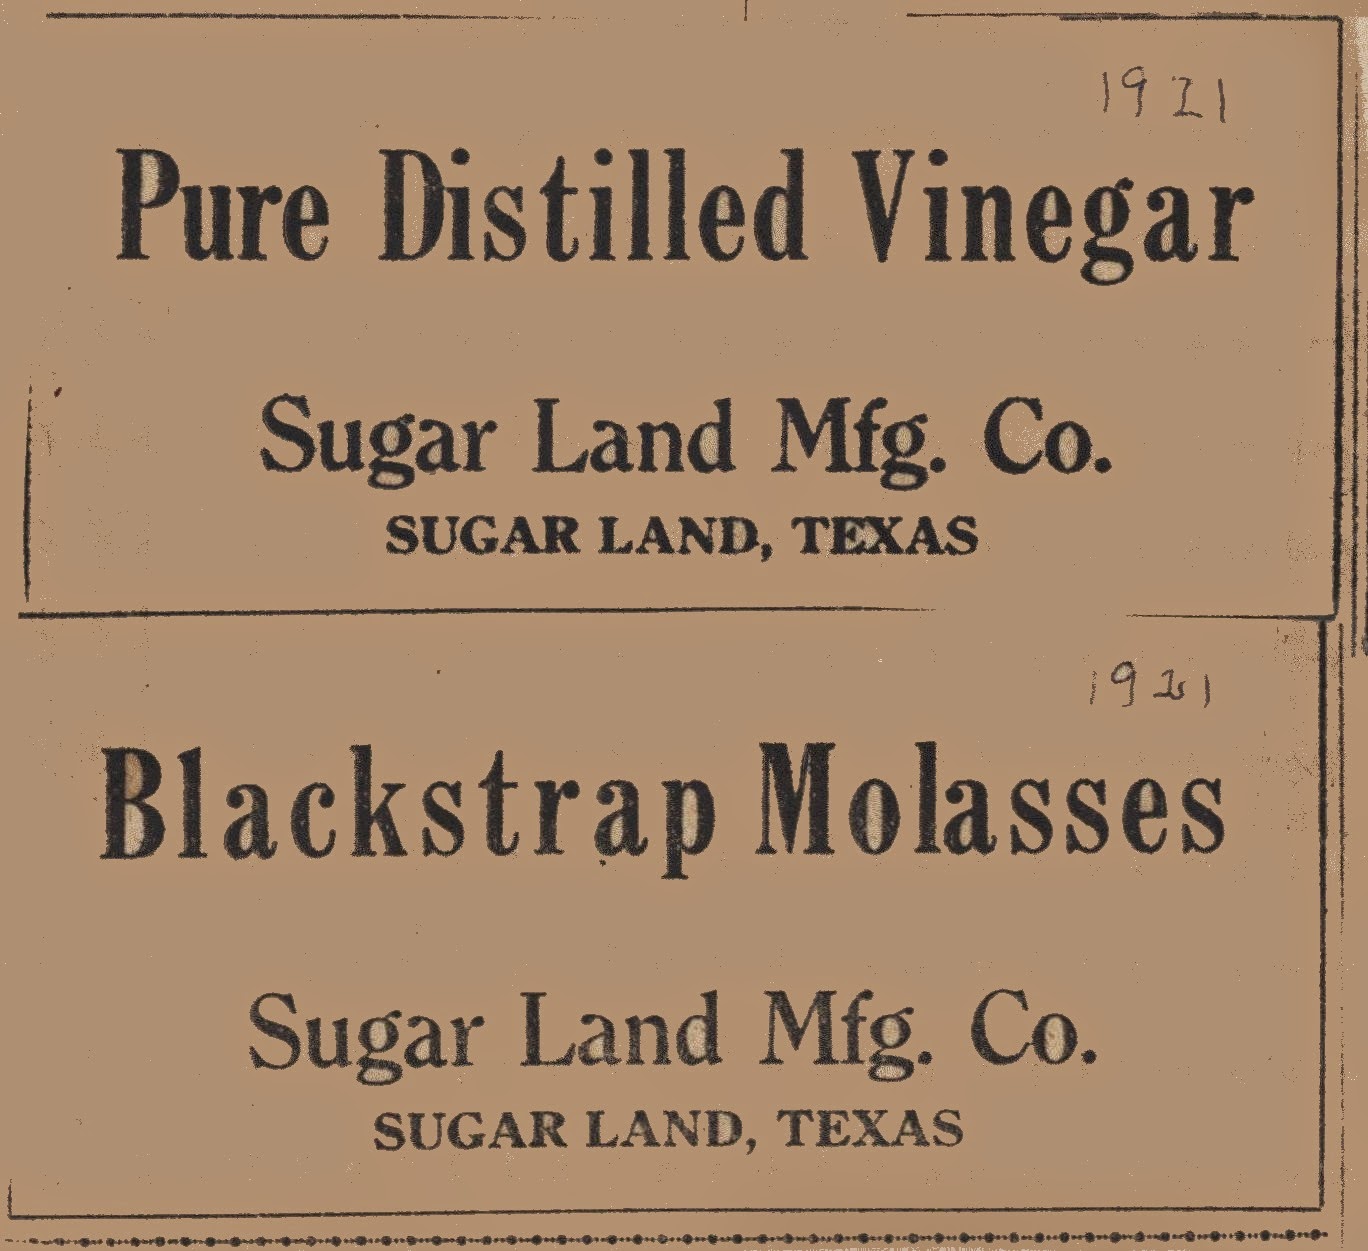 1921
Pure Distilled Vinegar
Sugar Land Mfg. Co.
SUGAR LAND, TEXAS
1921
Blackstrap Molasses
Sugar Land Mfg. Co.
SUGAR LAND, TEXAS